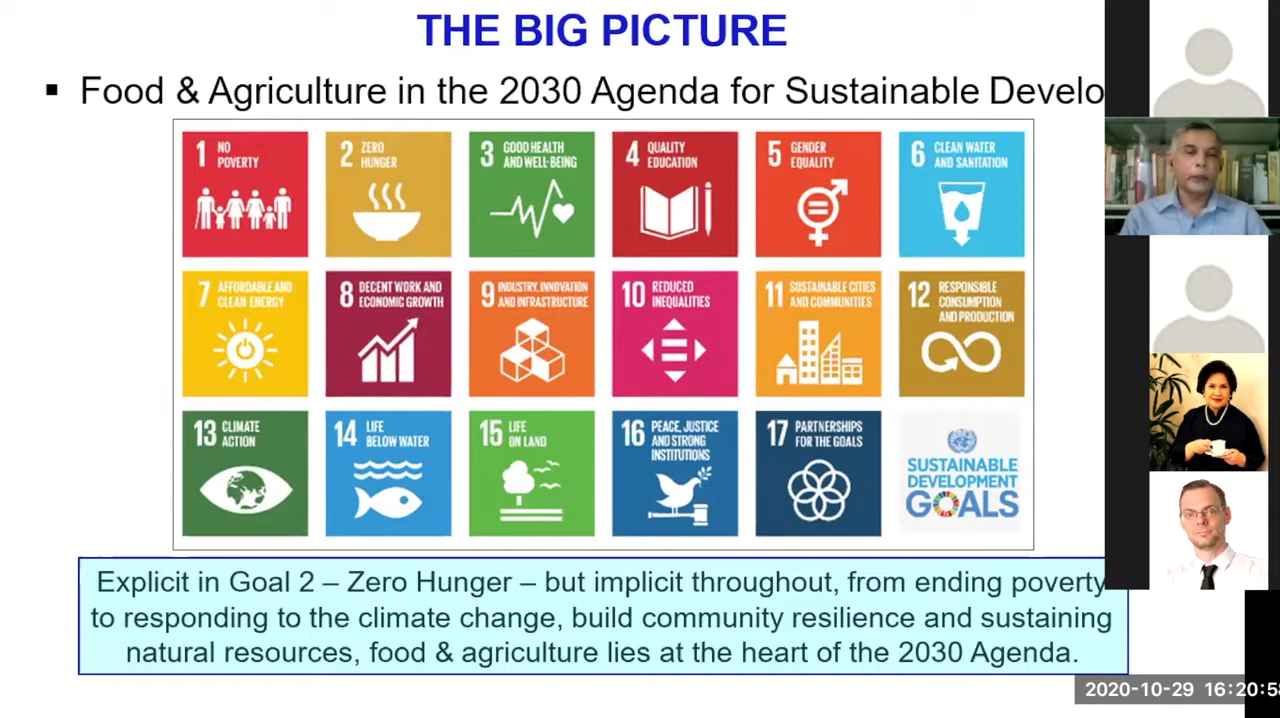 THE BIG PICTURE
▪ Food & Agriculture in the 2030 Agenda for Sustainable Develo
1 NO
POVERTY
2 ZERO
HUNGER
3 GOOD HEALTH
AND WELL-BEING
4 QUALITY
EDUCATION
5 GENDER
EQUALITY
6 CLEAN WATER
AND SANITATION
7 AFFORDABLE AND
CLEAN ENERGY
8 DECENT WORK AND
ECONOMIC GROWTH
9 INDUSTRY, INNOVATION
AND INFRASTRUCTURE
10 REDUCED
INEQUALITIES
11 SUSTAINABLE CITIES
AND COMMUNITIES
12 RESPONSIBLE
CONSUMPTION
AND PRODUCTION
13 CLIMATE
ACTION
14 LIFE
BELOW WATER
15 LIFE
ON LAND
16 PEACE, JUSTICE
AND STRONG
INSTITUTIONS
17 PARTNERSHIPS
FOR THE GOALS
SUSTAINABLE
DEVELOPMENT
GOALS
Explicit in Goal 2 – Zero Hunger – but implicit throughout, from ending poverty
to responding to the climate change, build community resilience and sustaining
natural resources, food & agriculture lies at the heart of the 2030 Agenda.
2020-10-29 16:20:58